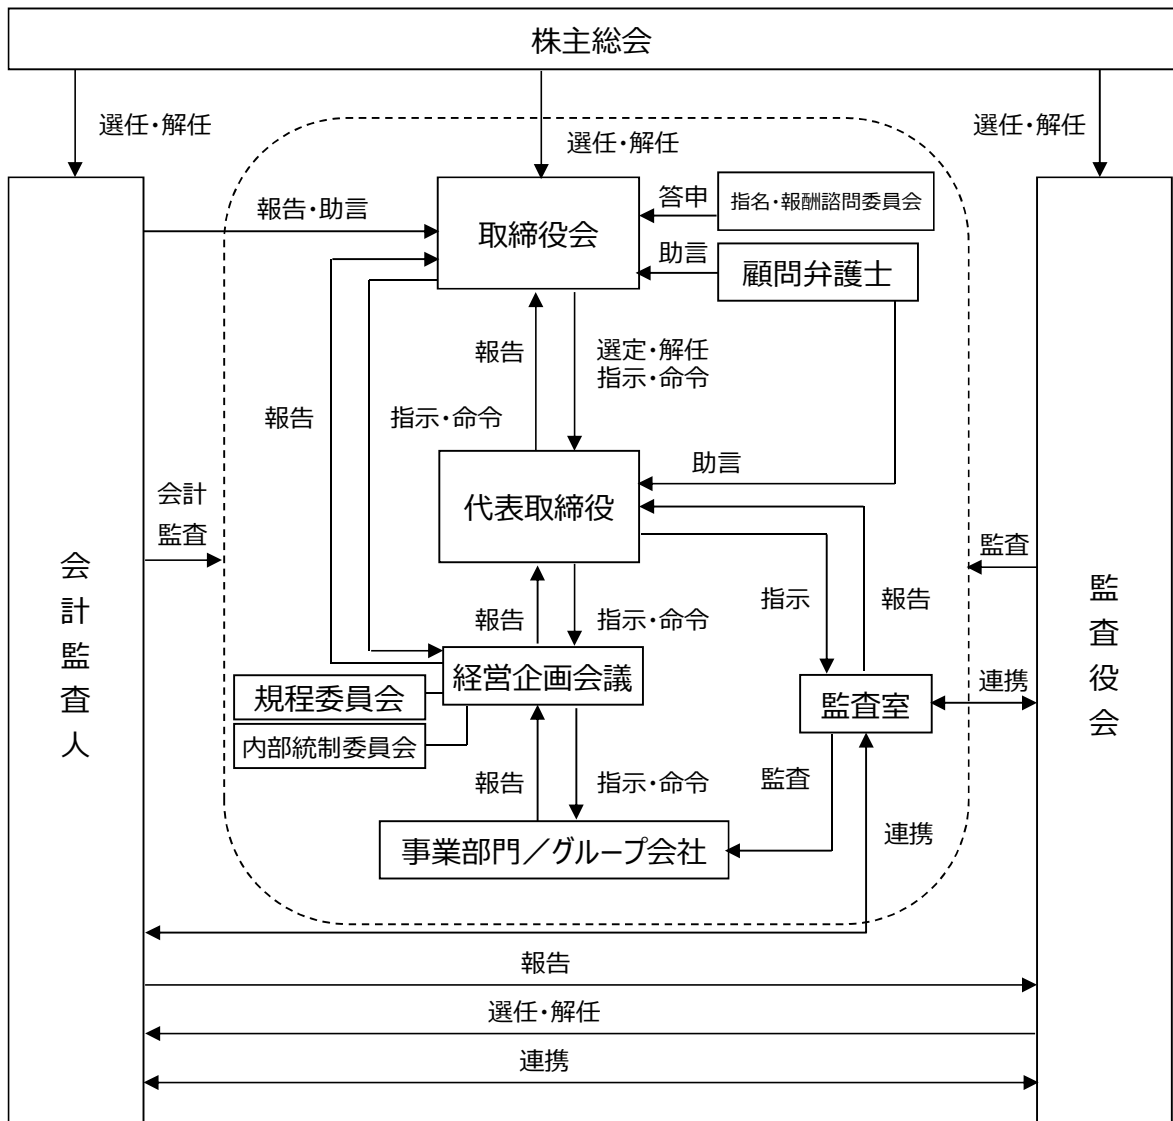 株主総会
選任・解任
選任・解任
選任・解任
報告・助言
取締役会
答申
指名・報酬諮問委員会
助言
顧問弁護士
報告
選定・解任
指示・命令
報告
指示・命令
助言
代表取締役
会計
監査
監査
会計監査人
監査役会
報告
指示・命令
指示
報告
経営企画会議
規程委員会
内部統制委員会
監査室
連携
報告
指示・命令
監査
事業部門／グループ会社
連携
報告
選任・解任
連携